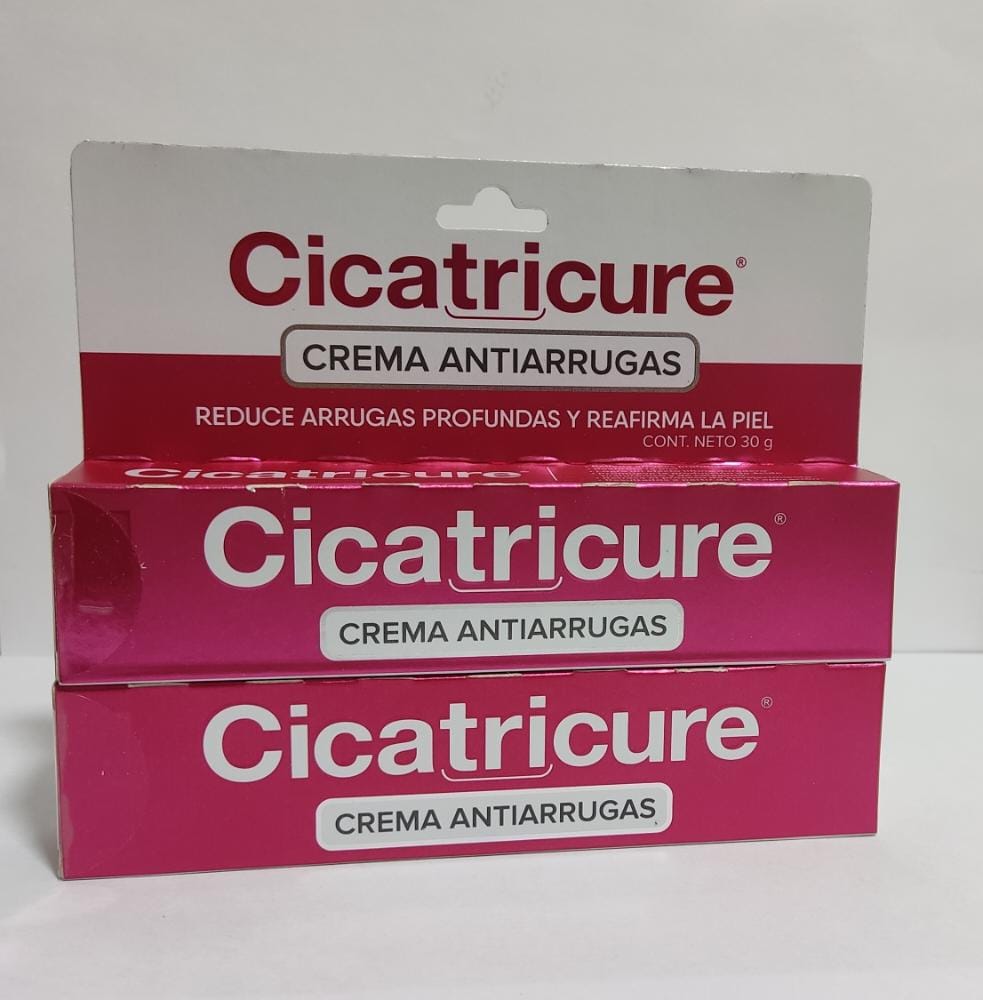 Cicatricure®
CREMA ANTIARRUGAS
REDUCE ARRUGAS PROFUNDAS Y REAFIRMA LA PIEL
CONT. NETO 30 g
Cicatricure
Cicatricure®
CREMA ANTIARRUGAS
Cicatricure®
CREMA ANTIARRUGAS